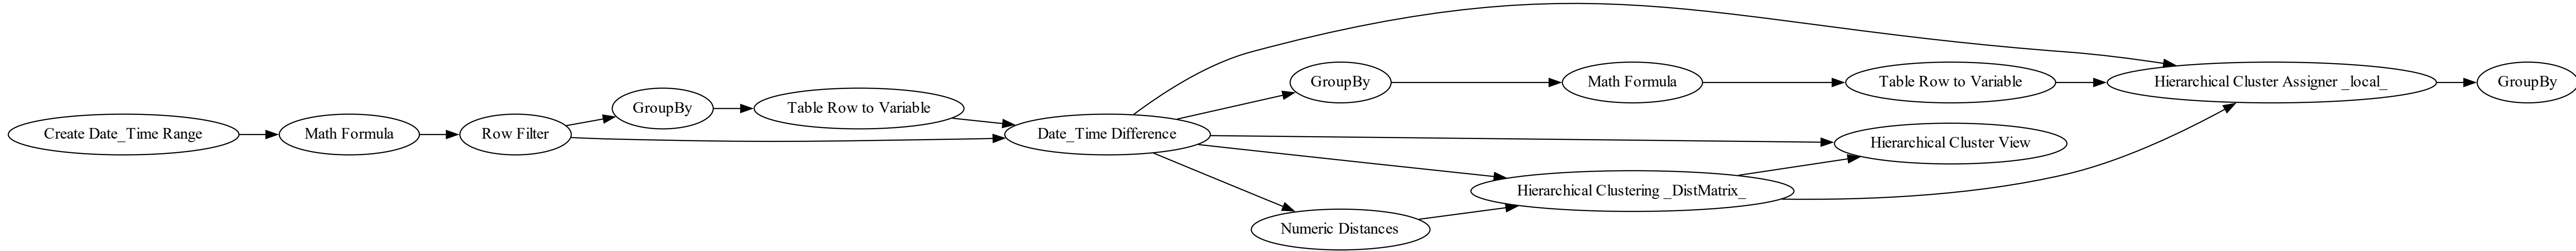 Create Date_Time Range
Math Formula
Row Filter
GroupBy
Table Row to Variable
Date_Time Difference
GroupBy
Math Formula
Table Row to Variable
Hierarchical Cluster Assigner _local_
GroupBy
Hierarchical Cluster View
Hierarchical Clustering _DistMatrix_
Numeric Distances